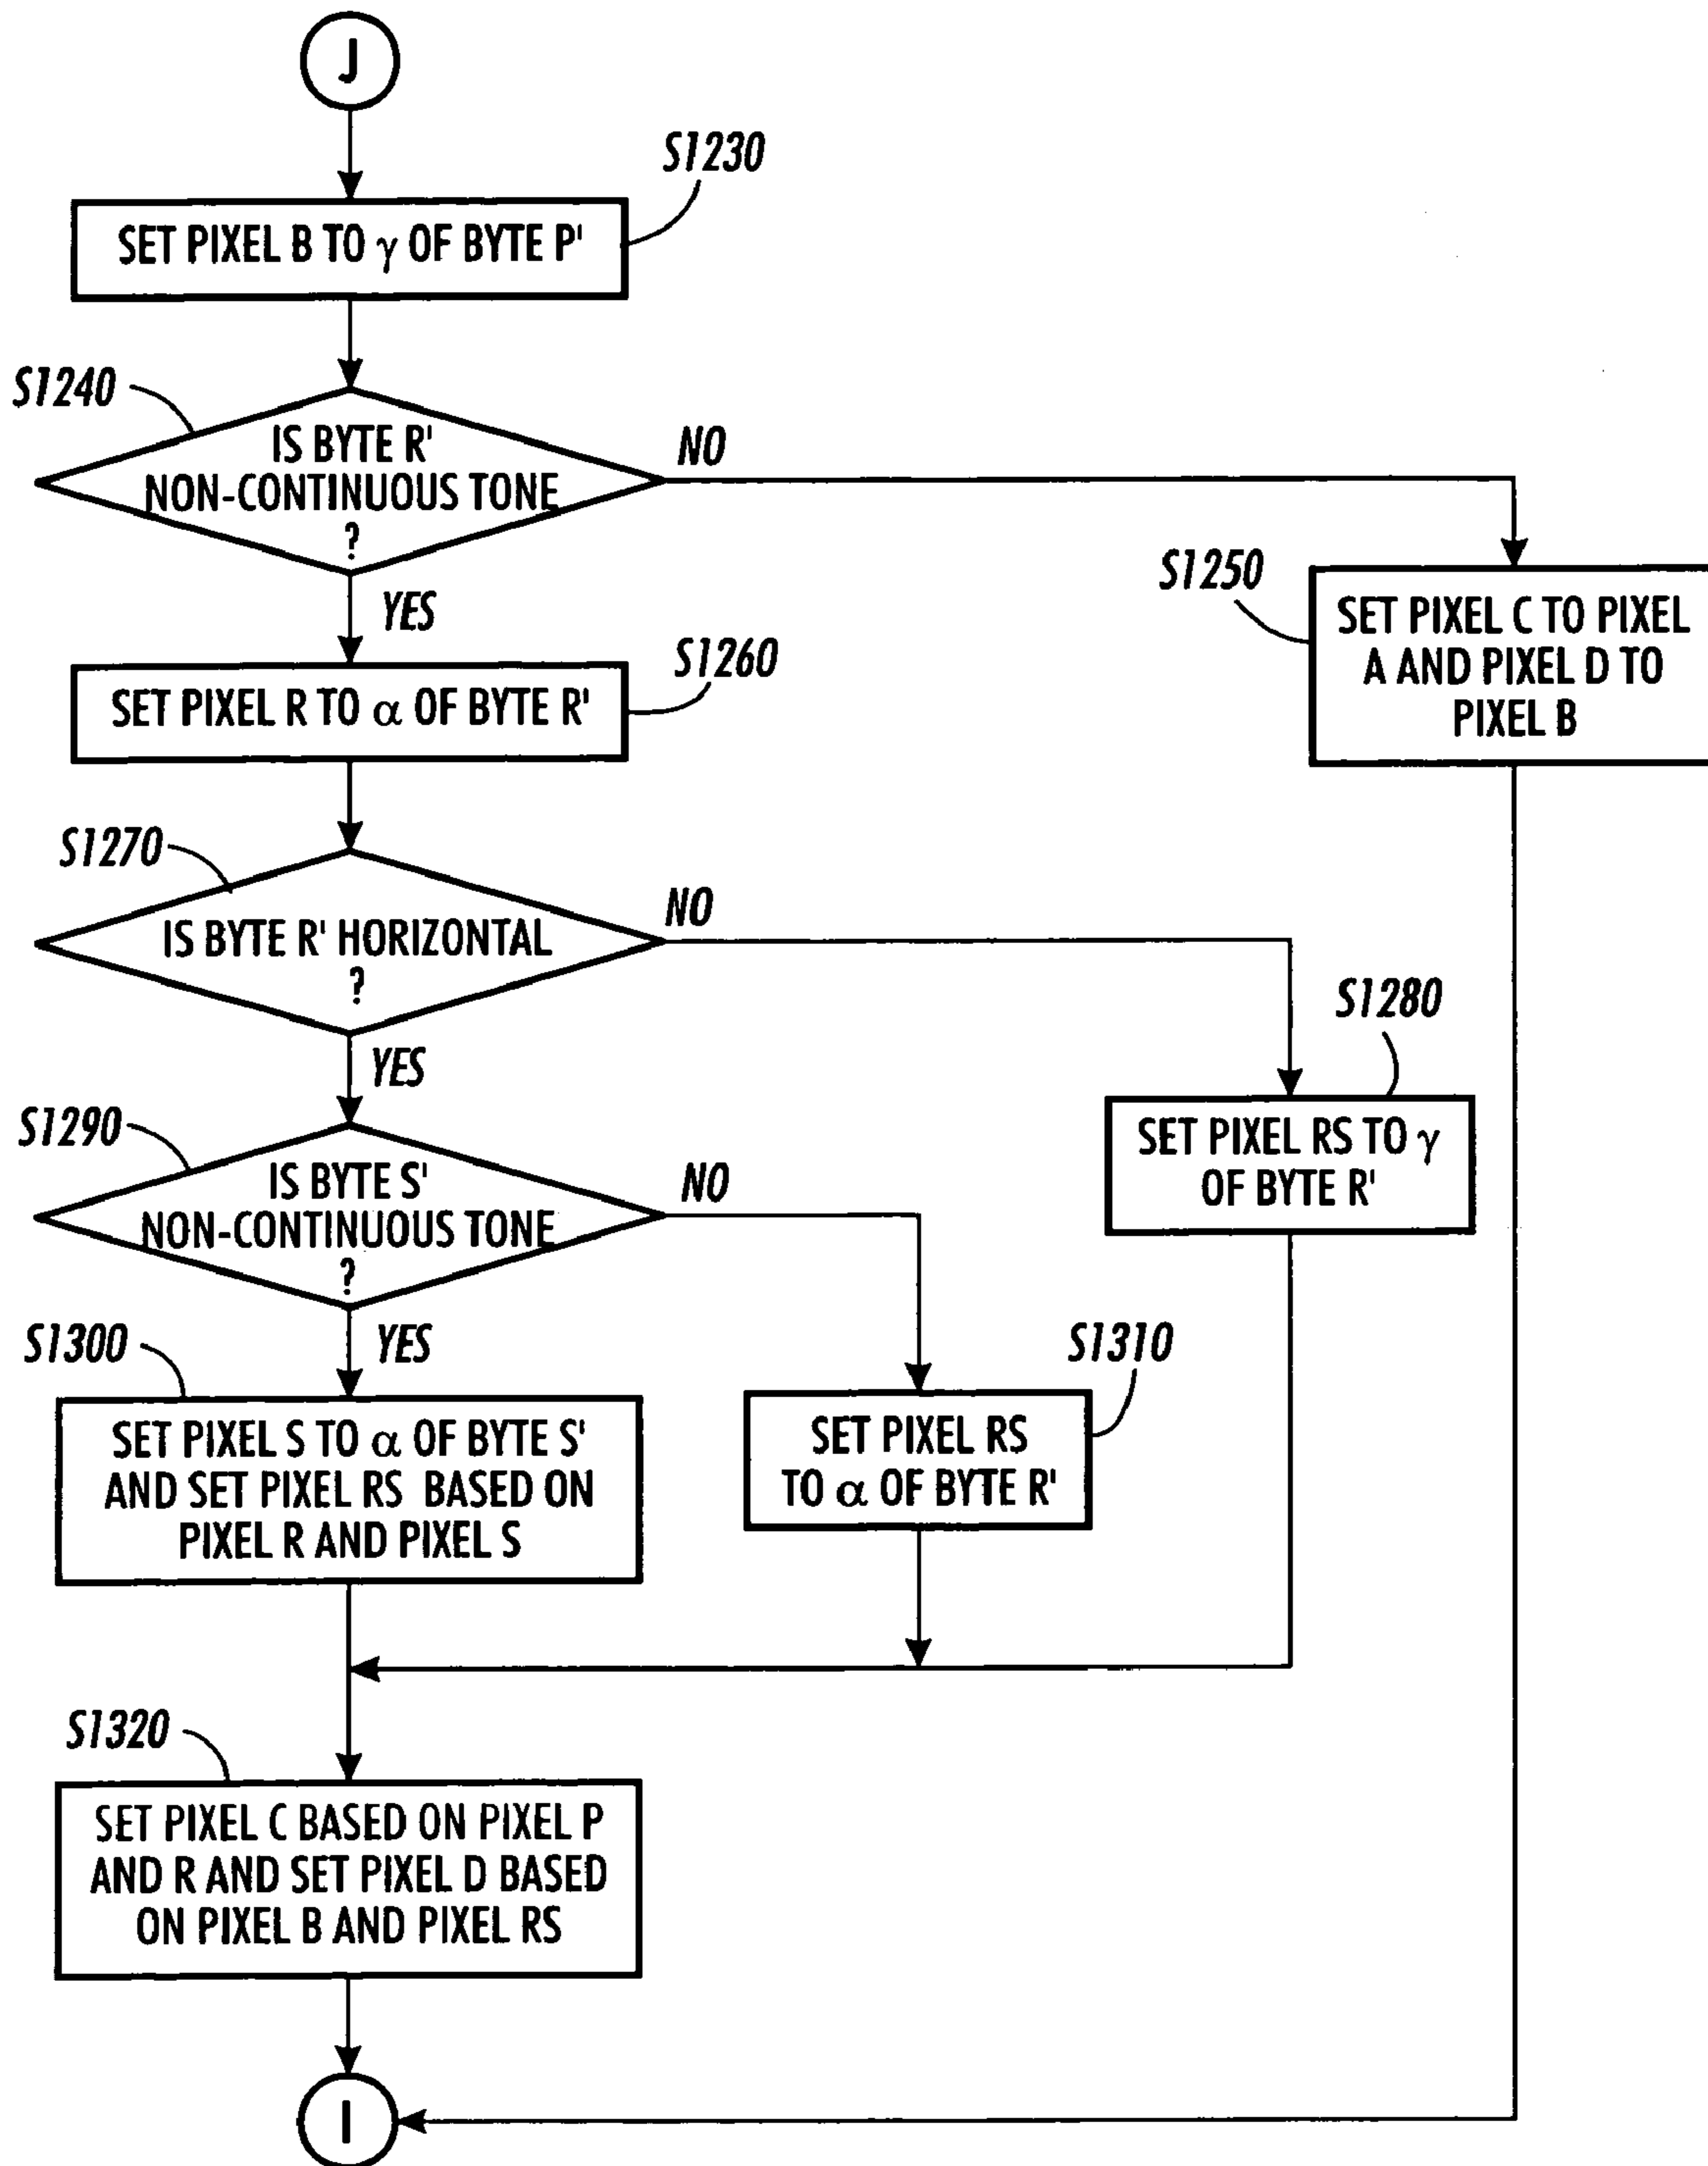 J
S1230
SET PIXEL B TO γ OF BYTE P'
S1240
IS BYTE R'
NON-CONTINUOUS TONE
?
NO
YES
S1250
SET PIXEL C TO PIXEL
A AND PIXEL D TO
PIXEL B
S1260
SET PIXEL R TO α OF BYTE R'
S1270
IS BYTE R' HORIZONTAL
?
NO
YES
S1280
SET PIXEL RS TO γ
OF BYTE R'
S1290
IS BYTE S'
NON-CONTINUOUS TONE
?
NO
YES
S1300
SET PIXEL S TO α OF BYTE S'
AND SET PIXEL RS BASED ON
PIXEL R AND PIXEL S
S1310
SET PIXEL RS
TO α OF BYTE R'
S1320
SET PIXEL C BASED ON PIXEL P
AND R AND SET PIXEL D BASED
ON PIXEL B AND PIXEL RS
I